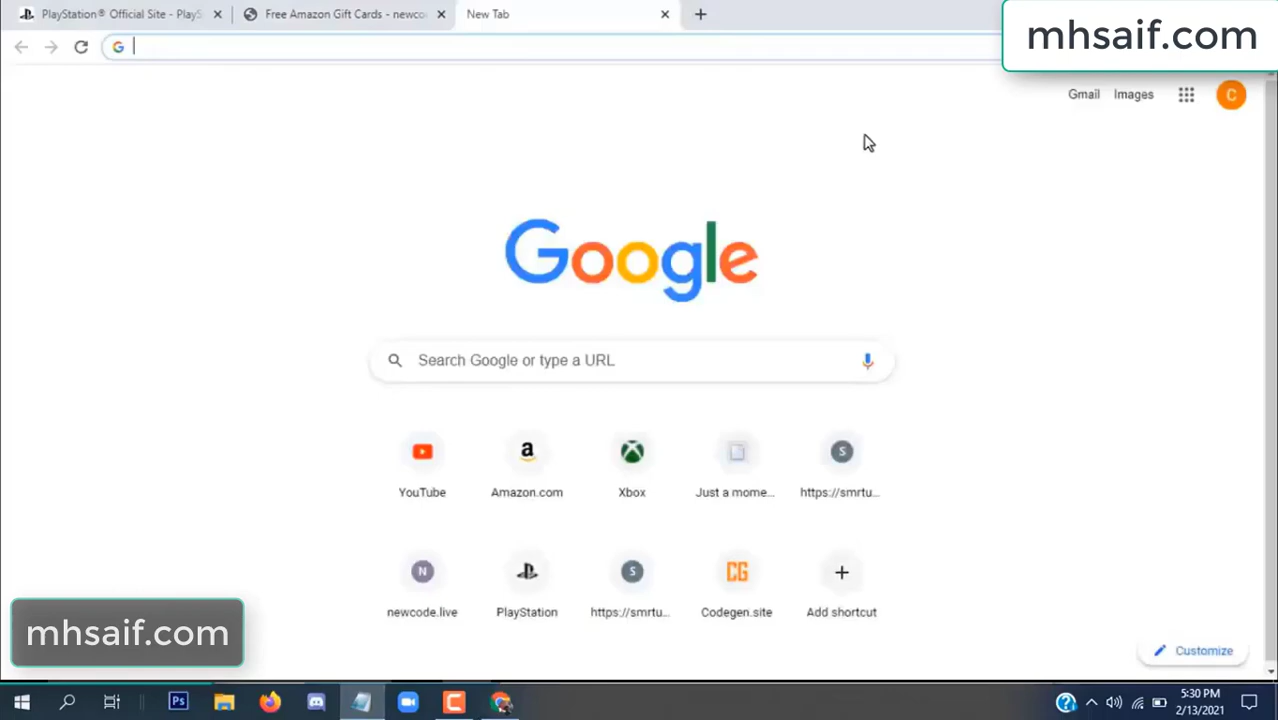 PlayStation® Official Site - PlayS
Free Amazon Gift Cards - newco
New Tab
mhsaif.com
Gmail
Images
C
Google
Search Google or type a URL
YouTube
Amazon.com
Xbox
Just a mome...
https://smrtu...
newcode.live
PlayStation
https://smrtu...
Codegen.site
Add shortcut
mhsaif.com
Customize
5:30 PM
2/13/2021